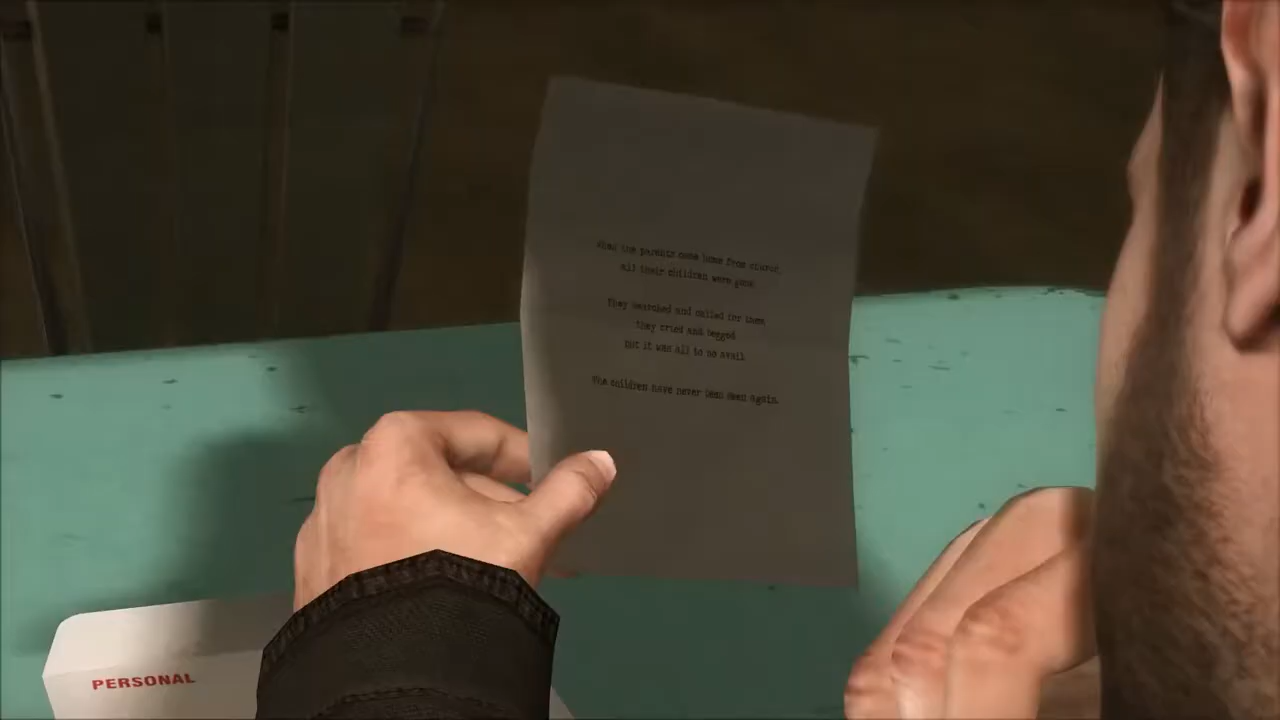 When the parents came home from church,
all their children were gone
They searched and called for them,
they cried and begged
But it was all to no avail
The children have never been seen again.
PERSONAL